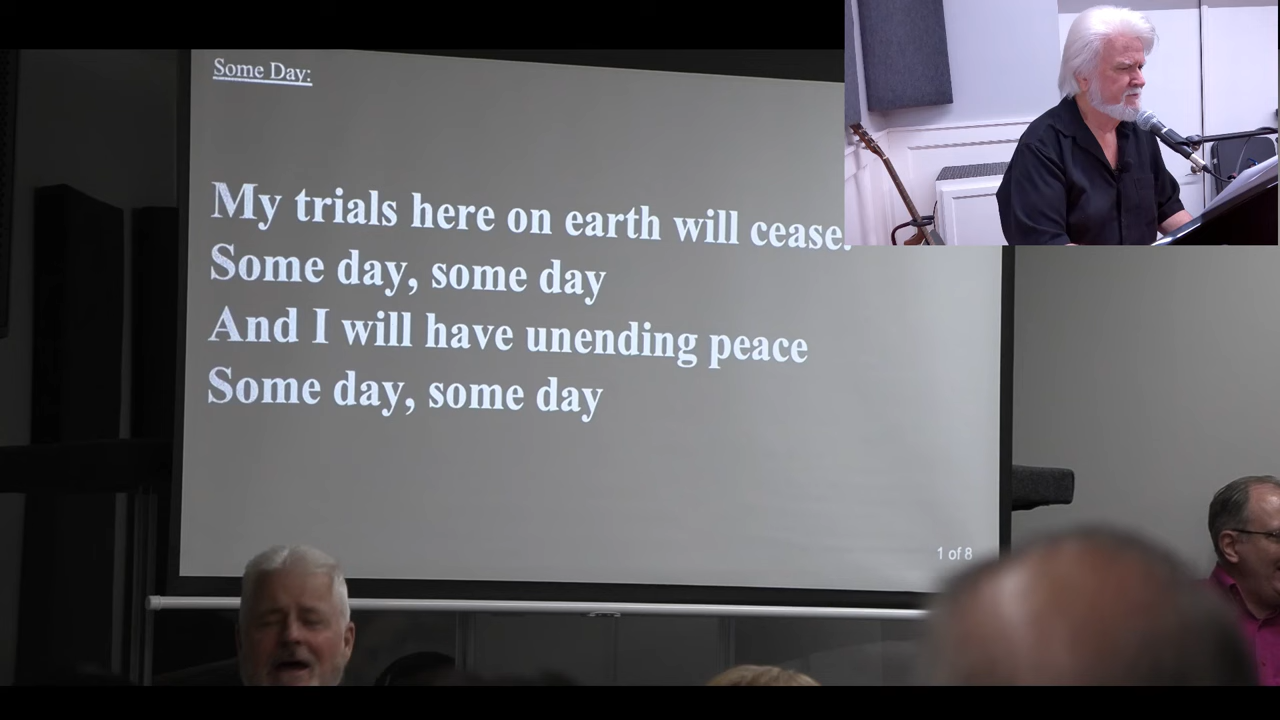 Some Day:
My trials here on earth will cease.
Some day, some day
And I will have unending peace
Some day, some day
1 of 8